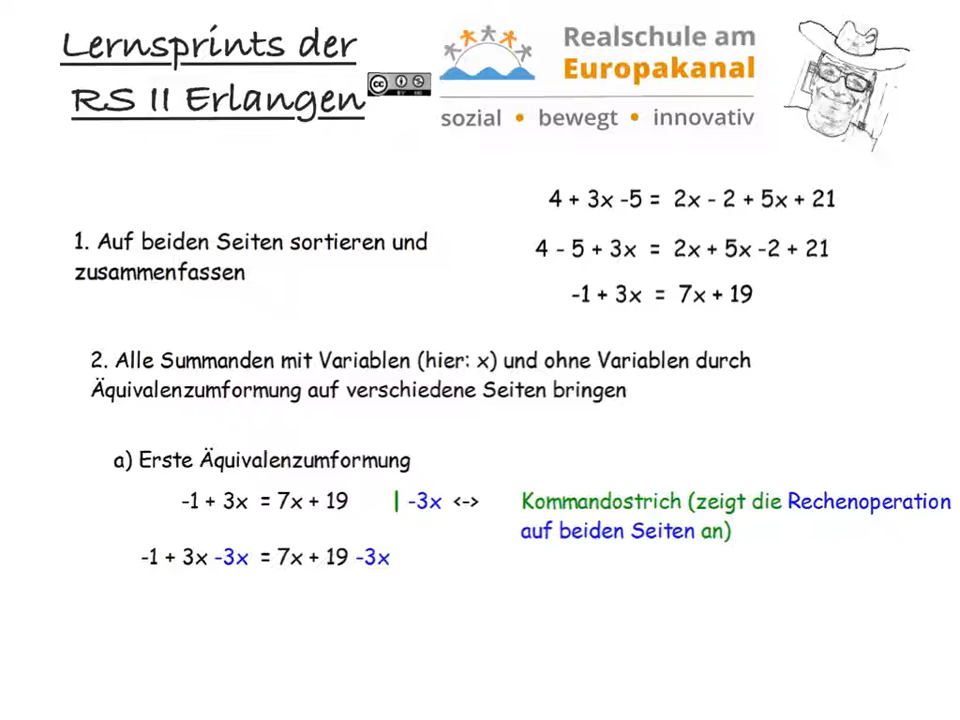 Lernsprints der
RS II Erlangen
Realschule am
Europakanal
sozial • bewegt • innovativ
4 + 3x -5 = 2x - 2 + 5x + 21
1. Auf beiden Seiten sortieren und
zusammenfassen
4 - 5 + 3x = 2x + 5x -2 + 21
-1 + 3x = 7x + 19
2. Alle Summanden mit Variablen (hier: x) und ohne Variablen durch
Äquivalenzumformung auf verschiedene Seiten bringen
a) Erste Äquivalenzumformung
-1 + 3x = 7x + 19 | -3x <-> Kommandostrich (zeigt die Rechenoperation
auf beiden Seiten an)
-1 + 3x -3x = 7x + 19 -3x